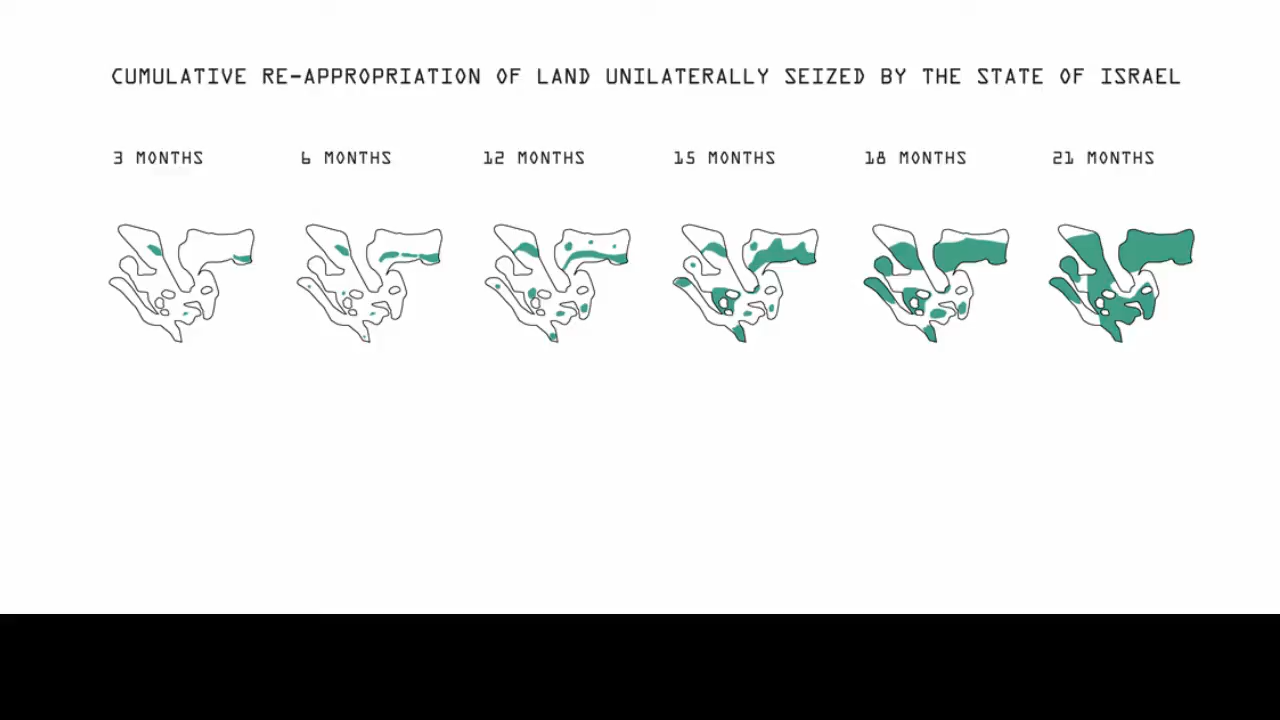 CUMULATIVE RE-APPROPRIATION OF LAND UNILATERALLY SEIZED BY THE STATE OF ISRAEL
3 MONTHS
6 MONTHS
12 MONTHS
15 MONTHS
18 MONTHS
21 MONTHS